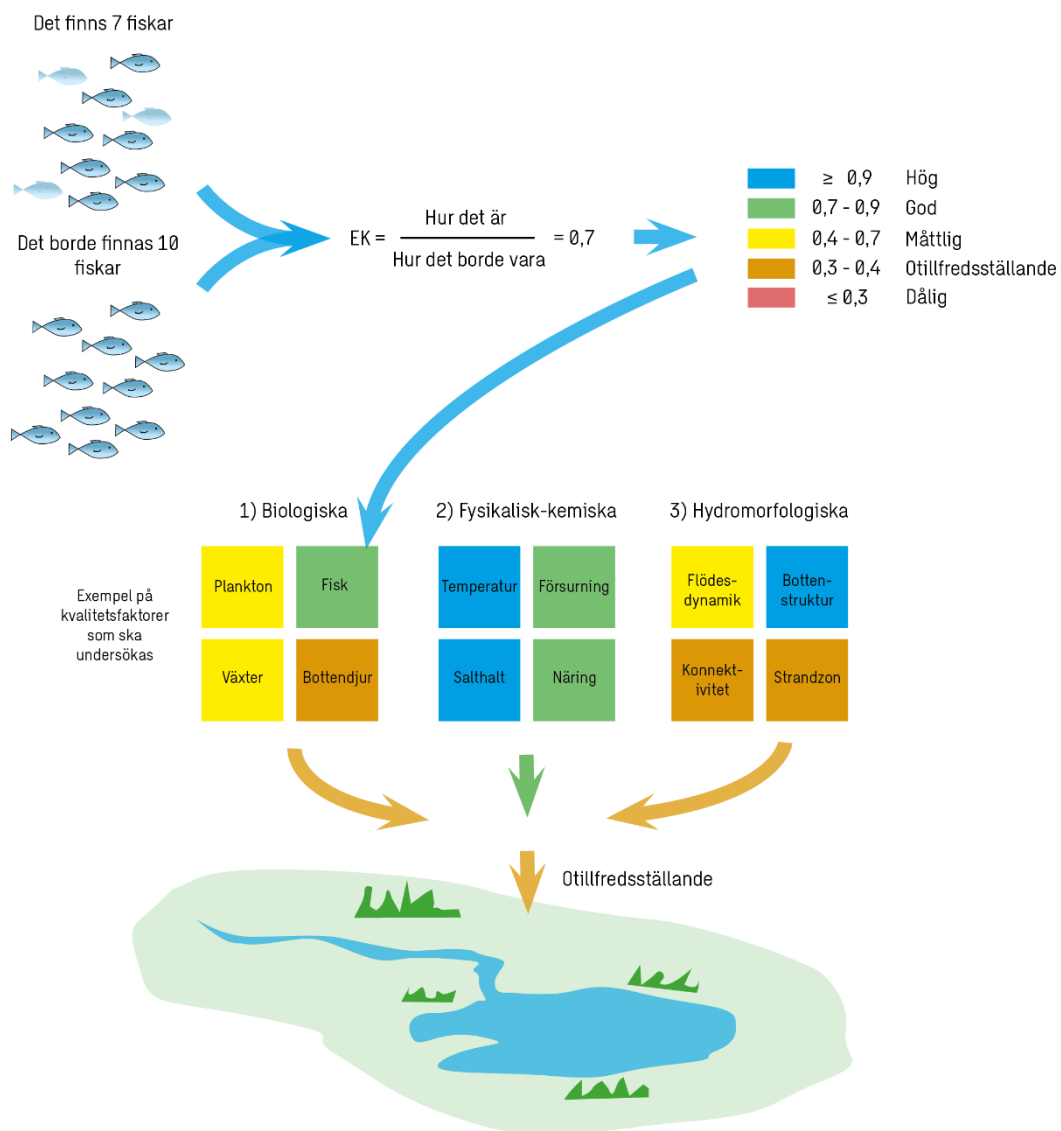 Det finns 7 fiskar
Det borde finnas 10
fiskar
EK =
Hur det är
Hur det borde vara
= 0,7
≥ 0,9 Hög
0,7 - 0,9 God
0,4 - 0,7 Måttlig
0,3 - 0,4 Otillfredsställande
≤ 0,3 Dålig
1) Biologiska
2) Fysikalisk-kemiska
3) Hydromorfologiska
Exempel på
kvalitetsfaktorer
som ska
undersökas
Plankton
Fisk
Växter
Bottendjur
Temperatur
Försurning
Salthalt
Näring
Flödes-
dynamik
Botten-
struktur
Konnekt-
ivitet
Strandzon
Otillfredsställande